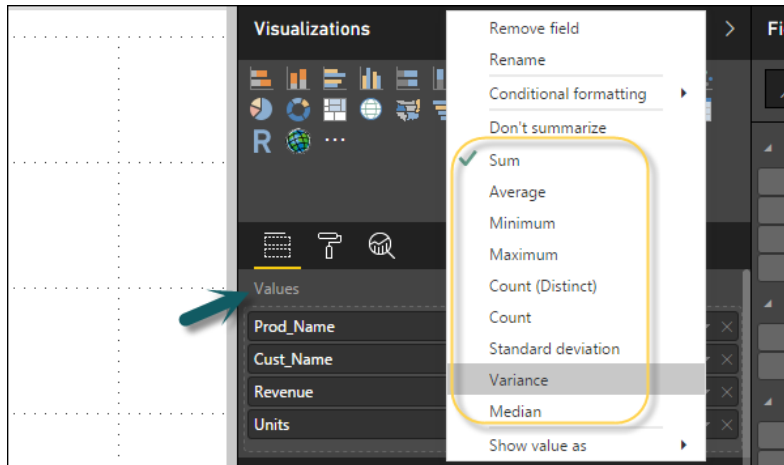 Visualizations
Fi
R
Values
Prod_Name
Cust_Name
Revenue
Units
Remove field
Rename
Conditional formatting
Don't summarize
Sum
Average
Minimum
Maximum
Count (Distinct)
Count
Standard deviation
Variance
Median
Show value as